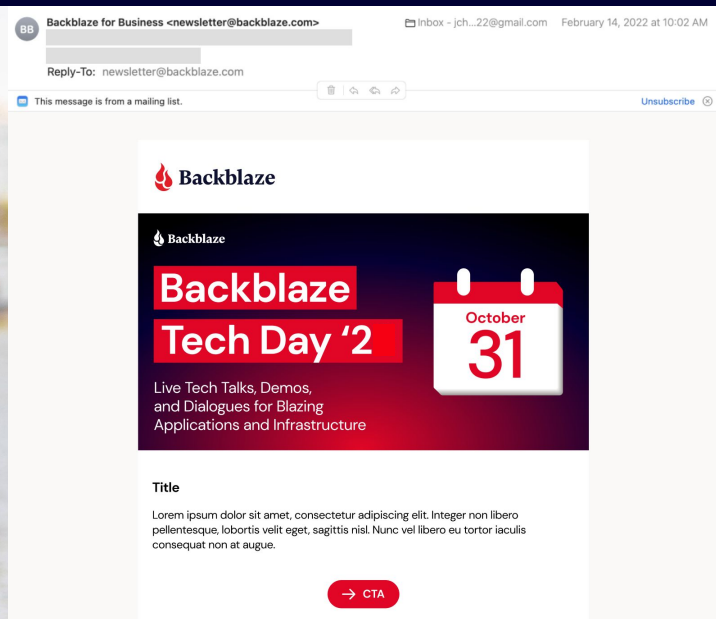 BB
Backblaze for Business <newsletter@backblaze.com>
Inbox - jch...22@gmail.com February 14, 2022 at 10:02 AM
Reply-To: newsletter@backblaze.com
This message is from a mailing list.
Unsubscribe
Backblaze
Backblaze
Backblaze
Tech Day ‘2
October
31
Live Tech Talks, Demos,
and Dialogues for Blazing
Applications and Infrastructure
Title
Lorem ipsum dolor sit amet, consectetur adipiscing elit. Integer non libero
pellentesque, lobortis velit eget, sagittis nisl. Nunc vel libero eu tortor iaculis
consequat non at augue.
→ CTA